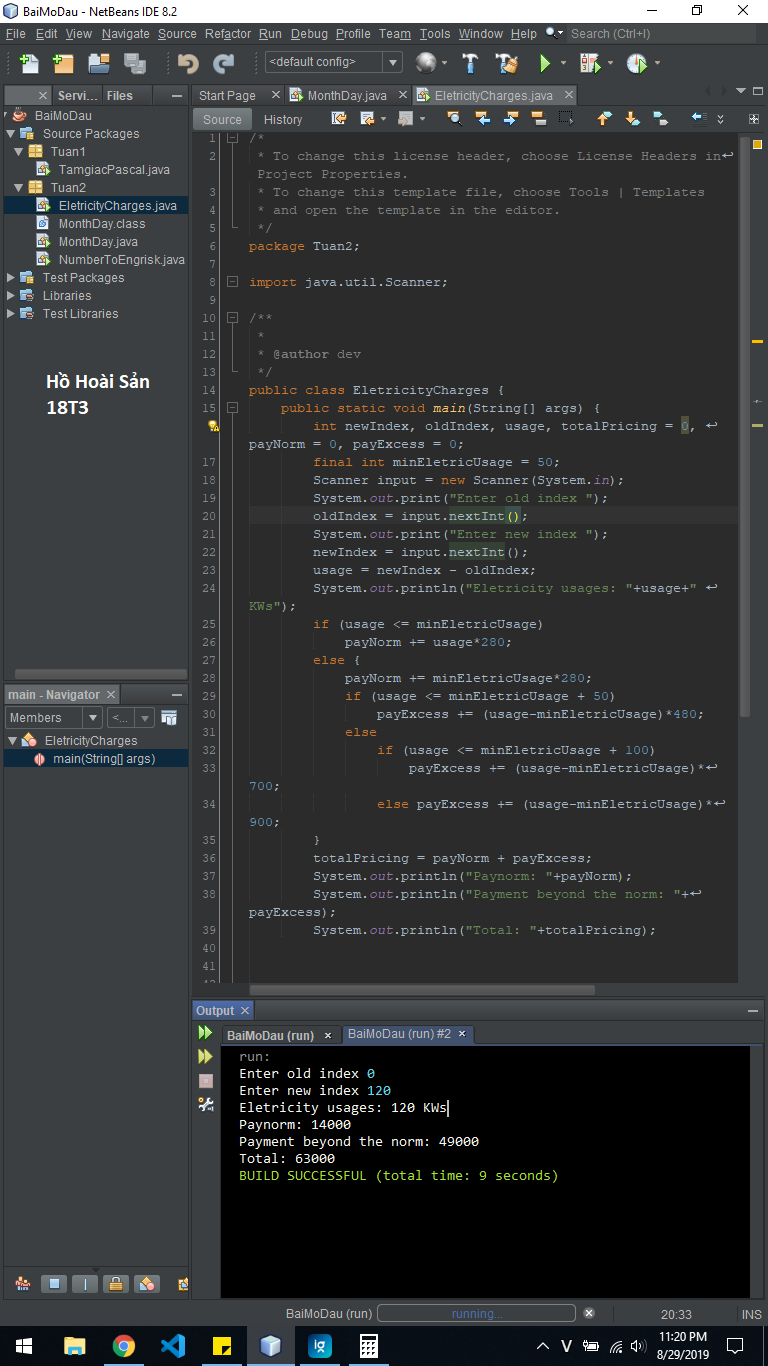 BaiMoDau - NetBeans IDE 8.2
File Edit View Navigate Source Refactor Run Debug Profile Team Tools Window Help Search (Ctrl+I)
<default config>
Servi... Files
Start Page MonthDay.java EletricityCharges.java
Source History
BaiMoDau
Source Packages
Tuan1
TamgiacPascal.java
Tuan2
EletricityCharges.java
MonthDay.class
MonthDay.java
NumberToEngrisk.java
Test Packages
Libraries
Test Libraries
Hồ Hoài Sản
18T3
main - Navigator
Members <...
EletricityCharges
main(String[] args)
1 /*
2 * To change this license header, choose License Headers in
Project Properties.
3 * To change this template file, choose Tools | Templates
4 * and open the template in the editor.
5 */
6 package Tuan2;
7
8 import java.util.Scanner;
9
10 /**
11 *
12 * @author dev
13 */
14 public class EletricityCharges {
15 public static void main(String[] args) {
int newIndex, oldIndex, usage, totalPricing = 0,
payNorm = 0, payExcess = 0;
17 final int minEletricUsage = 50;
18 Scanner input = new Scanner(System.in);
19 System.out.print("Enter old index ");
20 oldIndex = input.nextInt();
21 System.out.print("Enter new index ");
22 newIndex = input.nextInt();
23 usage = newIndex - oldIndex;
24 System.out.println("Eletricity usages: "+usage+"
KWs");
25 if (usage <= minEletricUsage)
26 payNorm += usage*280;
27 else {
28 payNorm += minEletricUsage*280;
29 if (usage <= minEletricUsage + 50)
30 payExcess += (usage-minEletricUsage)*480;
31 else
32 if (usage <= minEletricUsage + 100)
33 payExcess += (usage-minEletricUsage)*
700;
34 else payExcess += (usage-minEletricUsage)*
900;
35 }
36 totalPricing = payNorm + payExcess;
37 System.out.println("Paynorm: "+payNorm);
38 System.out.println("Payment beyond the norm: "+
payExcess);
39 System.out.println("Total: "+totalPricing);
40
41
Output
BaiMoDau (run) BaiMoDau (run) #2
run:
Enter old index 0
Enter new index 120
Eletricity usages: 120 KWs
Paynorm: 14000
Payment beyond the norm: 49000
Total: 63000
BUILD SUCCESSFUL (total time: 9 seconds)
BaiMoDau (run) running... 20:33 INS
V 11:20 PM
8/29/2019